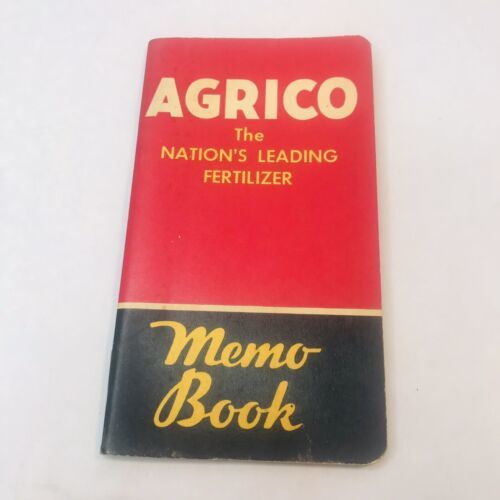 AGRICO
The
NATION'S LEADING
FERTILIZER
Memo
Book